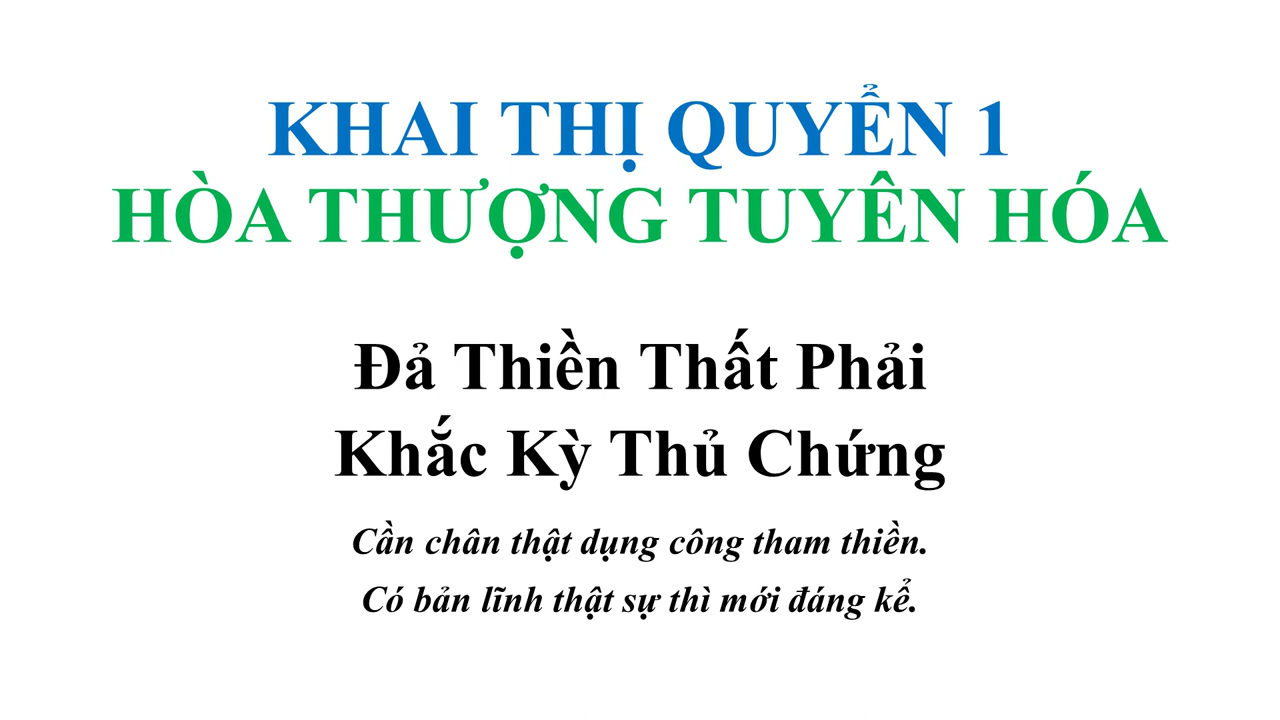 KHAI THỊ QUYỂN 1
HÒA THƯỢNG TUYÊN HÓA
Đả Thiền Thất Phải
Khắc Kỳ Thủ Chứng
Cần chân thật dụng công tham thiền.
Có bản lĩnh thật sự thì mới đáng kể.